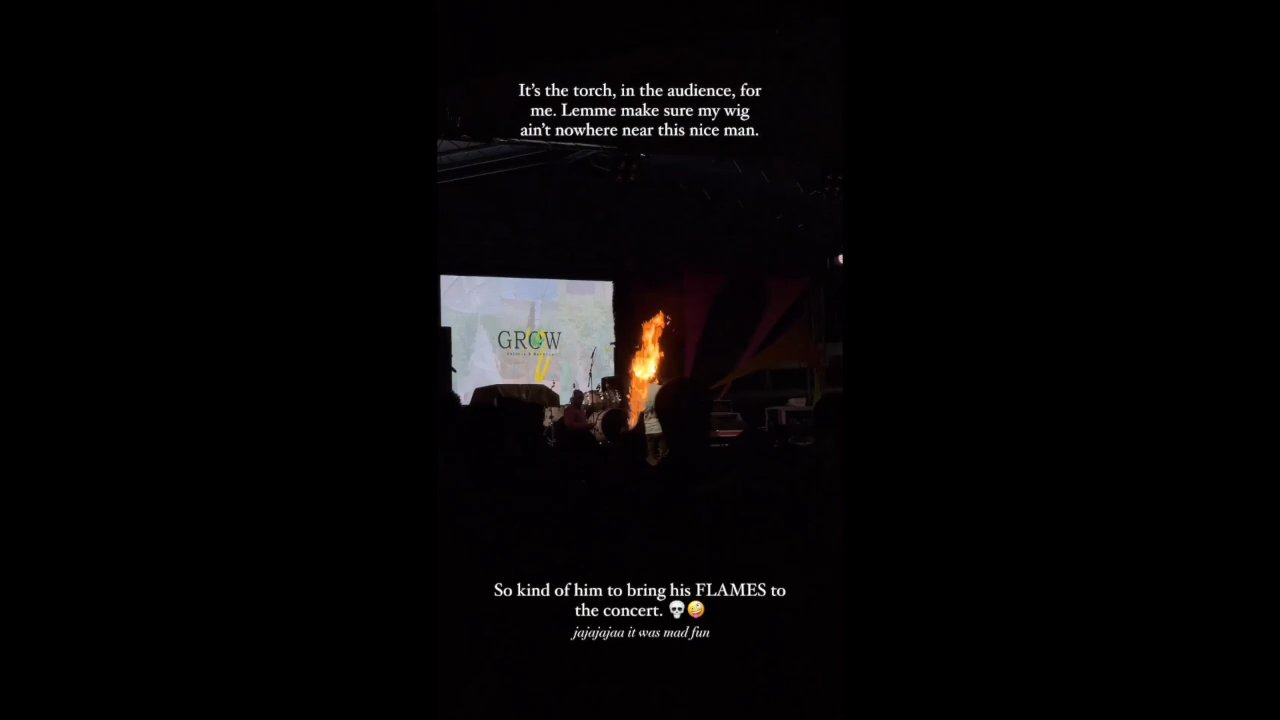 It’s the torch, in the audience, for
me. Lemme make sure my wig
ain’t nowhere near this nice man.
GROW
So kind of him to bring his FLAMES to
the concert. 💀🤪
jajajajaa it was mad fun